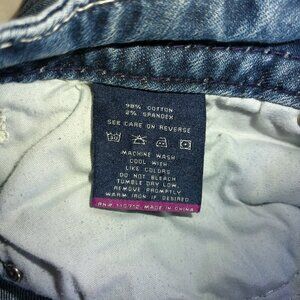 98% COTTON
2% SPANDEX
SEE CARE ON REVERSE
MACHINE WASH
COOL WITH
LIKE COLORS
DO NOT BLEACH
TUMBLE DRY LOW,
REMOVE PROMPTLY
WARM IRON IF DESIRED
MADE IN CHINA